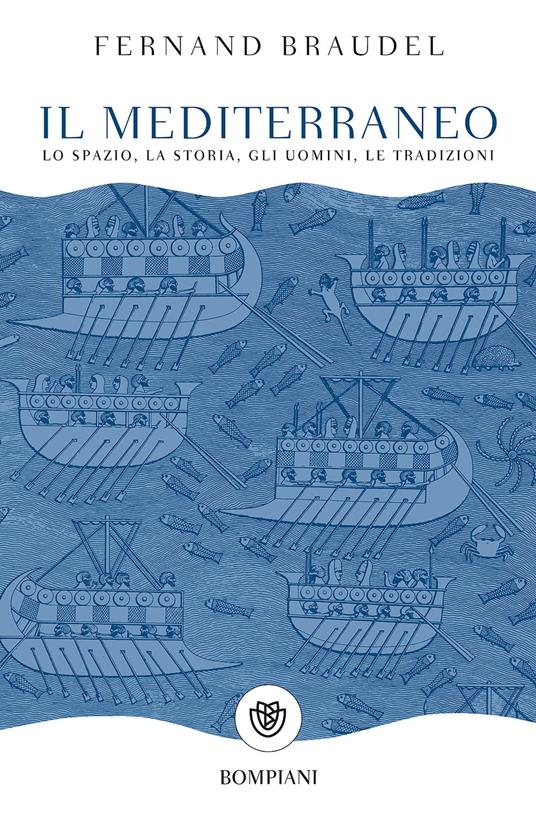 FERNAND BRAUDEL
IL MEDITERRANEO
LO SPAZIO, LA STORIA, GLI UOMINI, LE TRADIZIONI
BOMPIANI